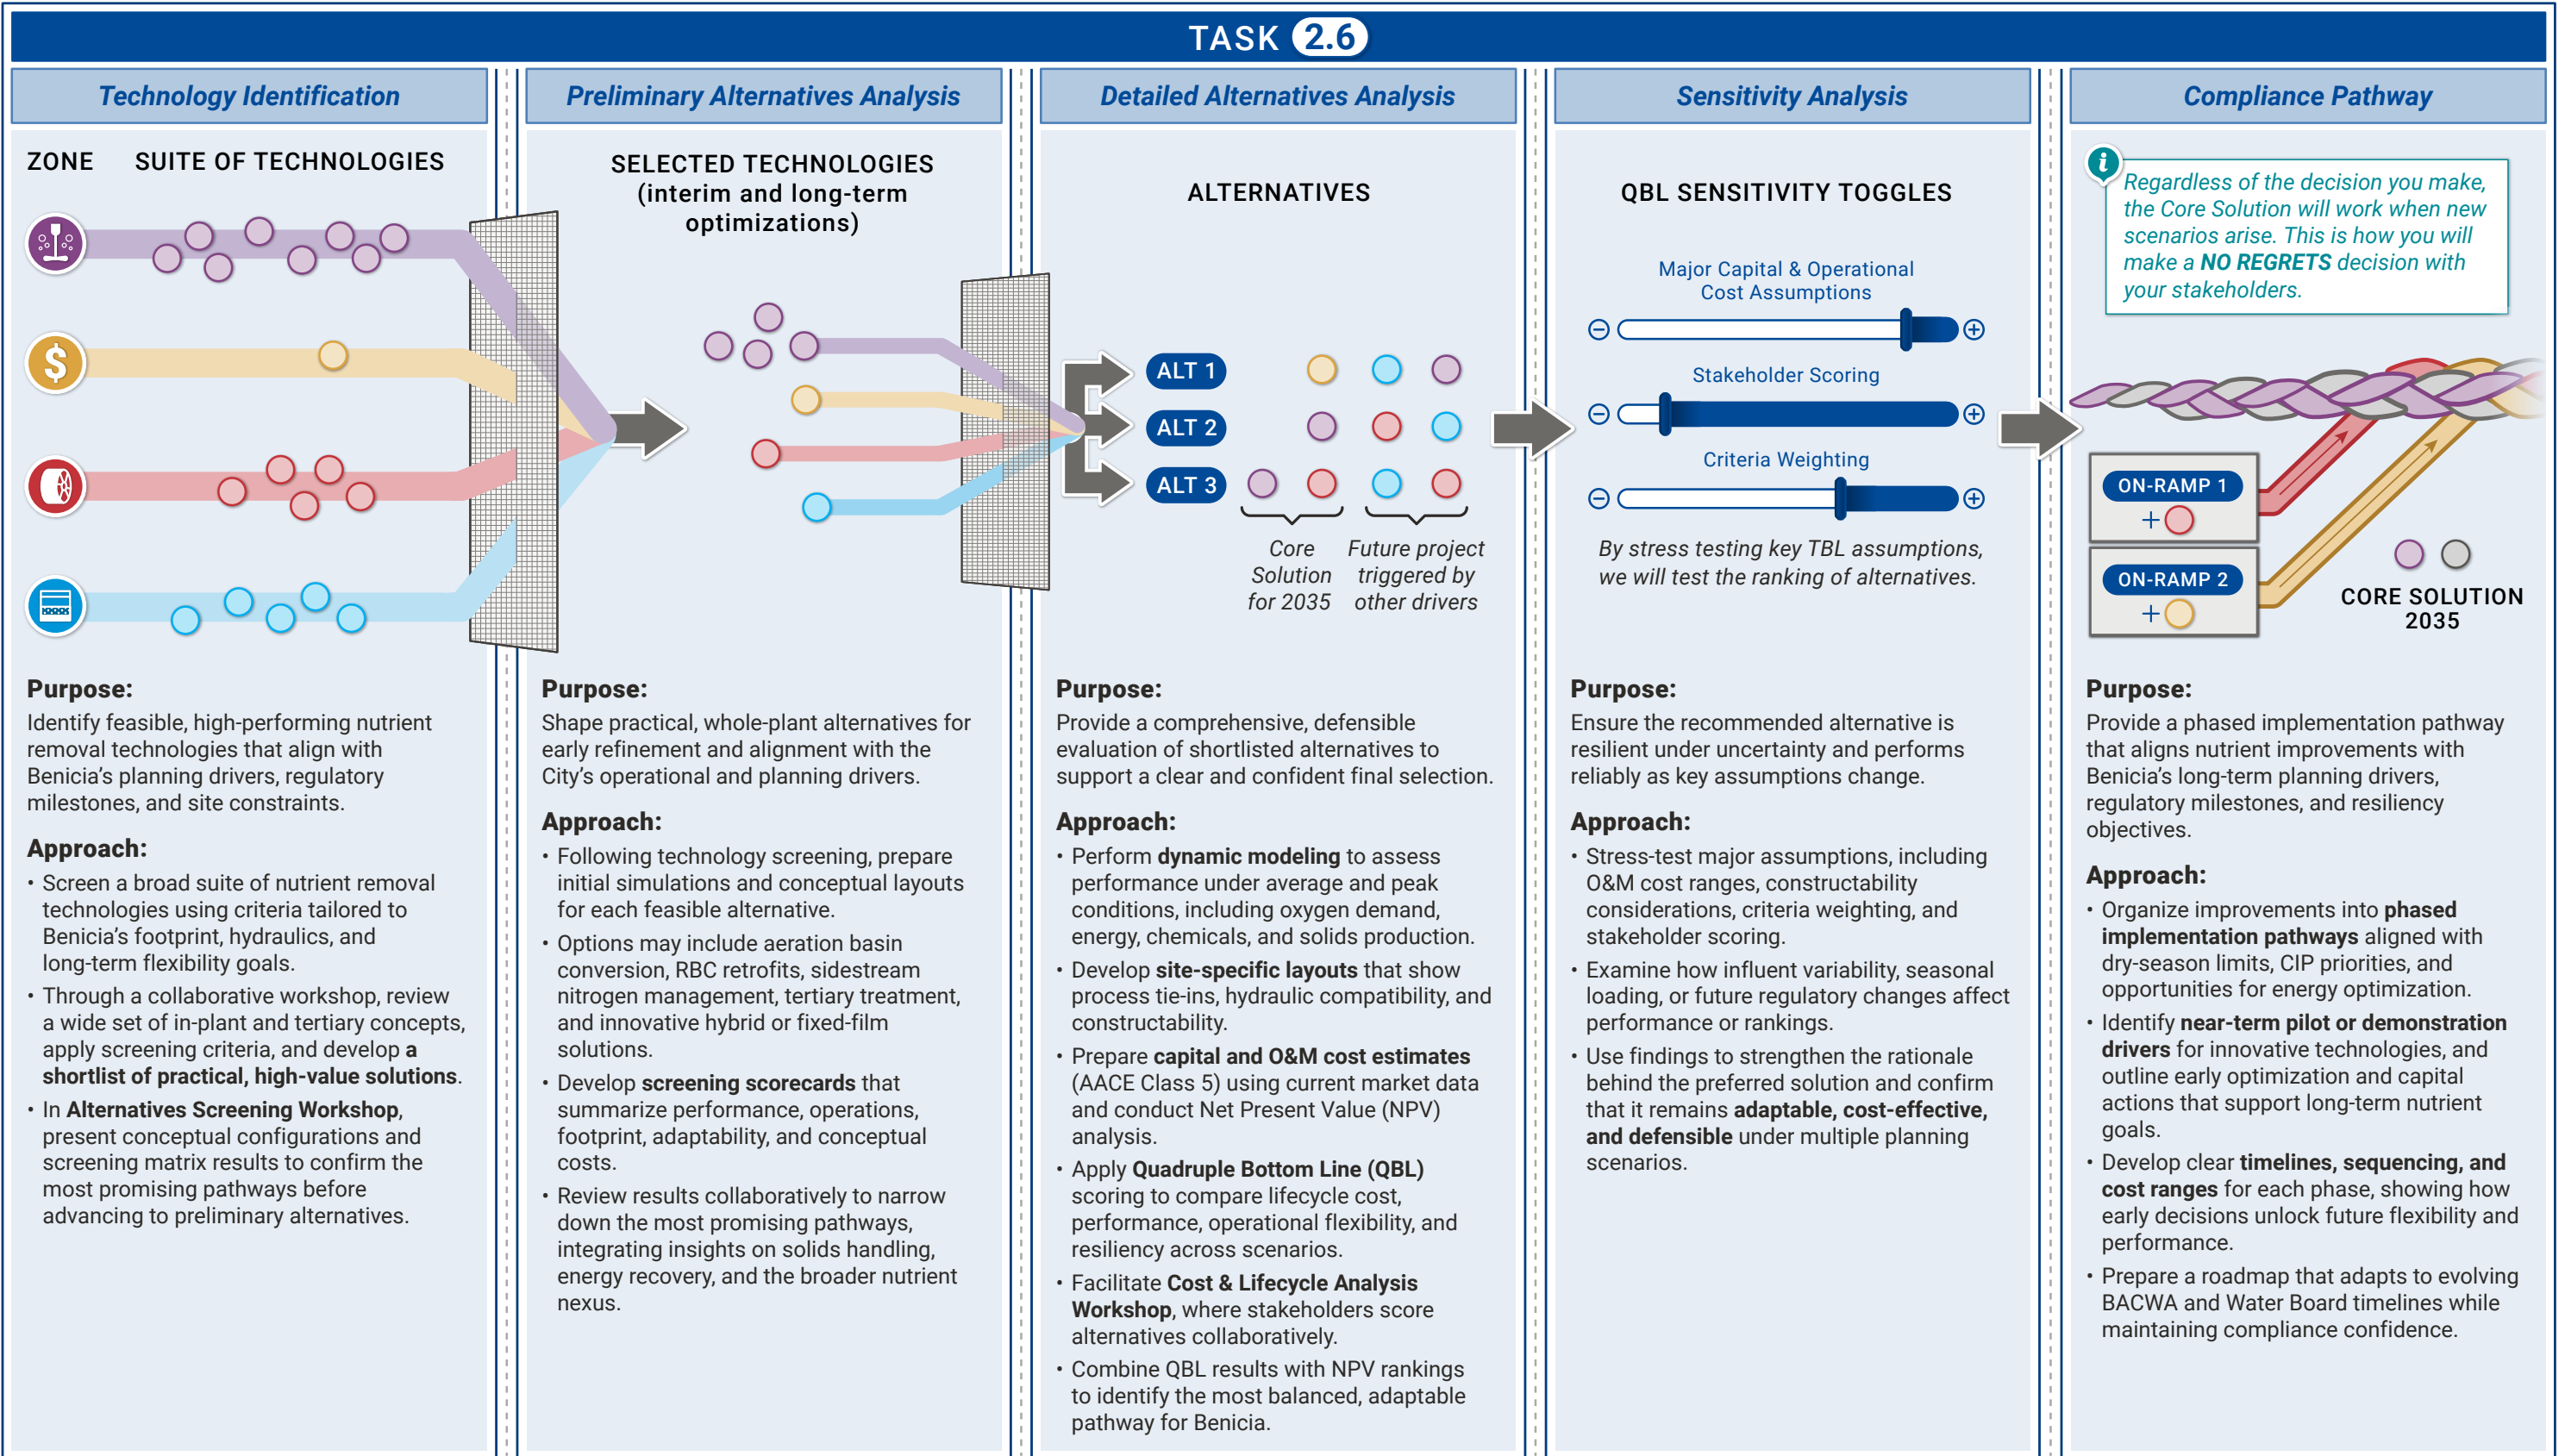 TASK 2.6
Technology Identification
ZONE SUITE OF TECHNOLOGIES
$
Purpose:
Identify feasible, high-performing nutrient
removal technologies that align with
Benicia’s planning drivers, regulatory
milestones, and site constraints.
Approach:
• Screen a broad suite of nutrient removal
technologies using criteria tailored to
Benicia’s footprint, hydraulics, and
long-term flexibility goals.
• Through a collaborative workshop, review
a wide set of in-plant and tertiary concepts,
apply screening criteria, and develop a
shortlist of practical, high-value solutions.
• In Alternatives Screening Workshop,
present conceptual configurations and
screening matrix results to confirm the
most promising pathways before
advancing to preliminary alternatives.
Preliminary Alternatives Analysis
SELECTED TECHNOLOGIES
(interim and long-term
optimizations)
Purpose:
Shape practical, whole-plant alternatives for
early refinement and alignment with the
City’s operational and planning drivers.
Approach:
• Following technology screening, prepare
initial simulations and conceptual layouts
for each feasible alternative.
• Options may include aeration basin
conversion, RBC retrofits, sidestream
nitrogen management, tertiary treatment,
and innovative hybrid or fixed-film
solutions.
• Develop screening scorecards that
summarize performance, operations,
footprint, adaptability, and conceptual
costs.
• Review results collaboratively to narrow
down the most promising pathways,
integrating insights on solids handling,
energy recovery, and the broader nutrient
nexus.
Detailed Alternatives Analysis
ALTERNATIVES
ALT 1
ALT 2
ALT 3
Core
Solution
for 2035
Future project
triggered by
other drivers
Purpose:
Provide a comprehensive, defensible
evaluation of shortlisted alternatives to
support a clear and confident final selection.
Approach:
• Perform dynamic modeling to assess
performance under average and peak
conditions, including oxygen demand,
energy, chemicals, and solids production.
• Develop site-specific layouts that show
process tie-ins, hydraulic compatibility, and
constructability.
• Prepare capital and O&M cost estimates
(AACE Class 5) using current market data
and conduct Net Present Value (NPV)
analysis.
• Apply Quadruple Bottom Line (QBL)
scoring to compare lifecycle cost,
performance, operational flexibility, and
resiliency across scenarios.
• Facilitate Cost & Lifecycle Analysis
Workshop, where stakeholders score
alternatives collaboratively.
• Combine QBL results with NPV rankings
to identify the most balanced, adaptable
pathway for Benicia.
Sensitivity Analysis
QBL SENSITIVITY TOGGLES
Major Capital & Operational
Cost Assumptions
− +
Stakeholder Scoring
− +
Criteria Weighting
− +
By stress testing key TBL assumptions,
we will test the ranking of alternatives.
Purpose:
Ensure the recommended alternative is
resilient under uncertainty and performs
reliably as key assumptions change.
Approach:
• Stress-test major assumptions, including
O&M cost ranges, constructability
considerations, criteria weighting, and
stakeholder scoring.
• Examine how influent variability, seasonal
loading, or future regulatory changes affect
performance or rankings.
• Use findings to strengthen the rationale
behind the preferred solution and confirm
that it remains adaptable, cost-effective,
and defensible under multiple planning
scenarios.
Compliance Pathway
i
Regardless of the decision you make,
the Core Solution will work when new
scenarios arise. This is how you will
make a NO REGRETS decision with
your stakeholders.
ON-RAMP 1
+
ON-RAMP 2
+
CORE SOLUTION
2035
Purpose:
Provide a phased implementation pathway
that aligns nutrient improvements with
Benicia’s long-term planning drivers,
regulatory milestones, and resiliency
objectives.
Approach:
• Organize improvements into phased
implementation pathways aligned with
dry-season limits, CIP priorities, and
opportunities for energy optimization.
• Identify near-term pilot or demonstration
drivers for innovative technologies, and
outline early optimization and capital
actions that support long-term nutrient
goals.
• Develop clear timelines, sequencing, and
cost ranges for each phase, showing how
early decisions unlock future flexibility and
performance.
• Prepare a roadmap that adapts to evolving
BACWA and Water Board timelines while
maintaining compliance confidence.